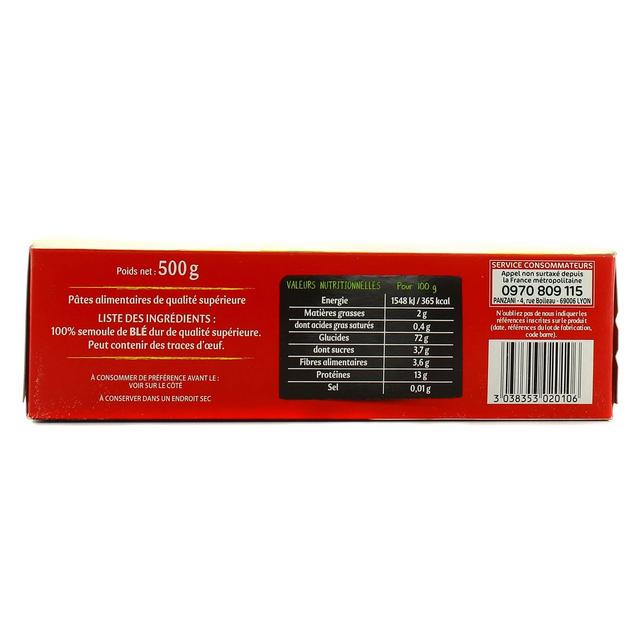 Poids net : 500 g
Pâtes alimentaires de qualité supérieure
LISTE DES INGRÉDIENTS :
100% semoule de BLÉ dur de qualité supérieure.
Peut contenir des traces d'œuf.
À CONSOMMER DE PRÉFÉRENCE AVANT LE :
VOIR SUR LE CÔTÉ
À CONSERVER DANS UN ENDROIT SEC
VALEURS NUTRITIONNELLES Pour 100 g
Energie 1548 kJ / 365 kcal
Matières grasses 2 g
dont acides gras saturés 0,4 g
Glucides 72 g
dont sucres 3,7 g
Fibres alimentaires 3,6 g
Protéines 13 g
Sel 0,01 g
SERVICE CONSOMMATEURS
Appel non surtaxé depuis
la France métropolitaine
0970 809 115
PANZANI - 4, rue Boileau - 69006 LYON
N'oubliez pas de nous indiquer les
références inscrites sur le produit
(date, références du lot de fabrication,
code barre).
3 038353 020106